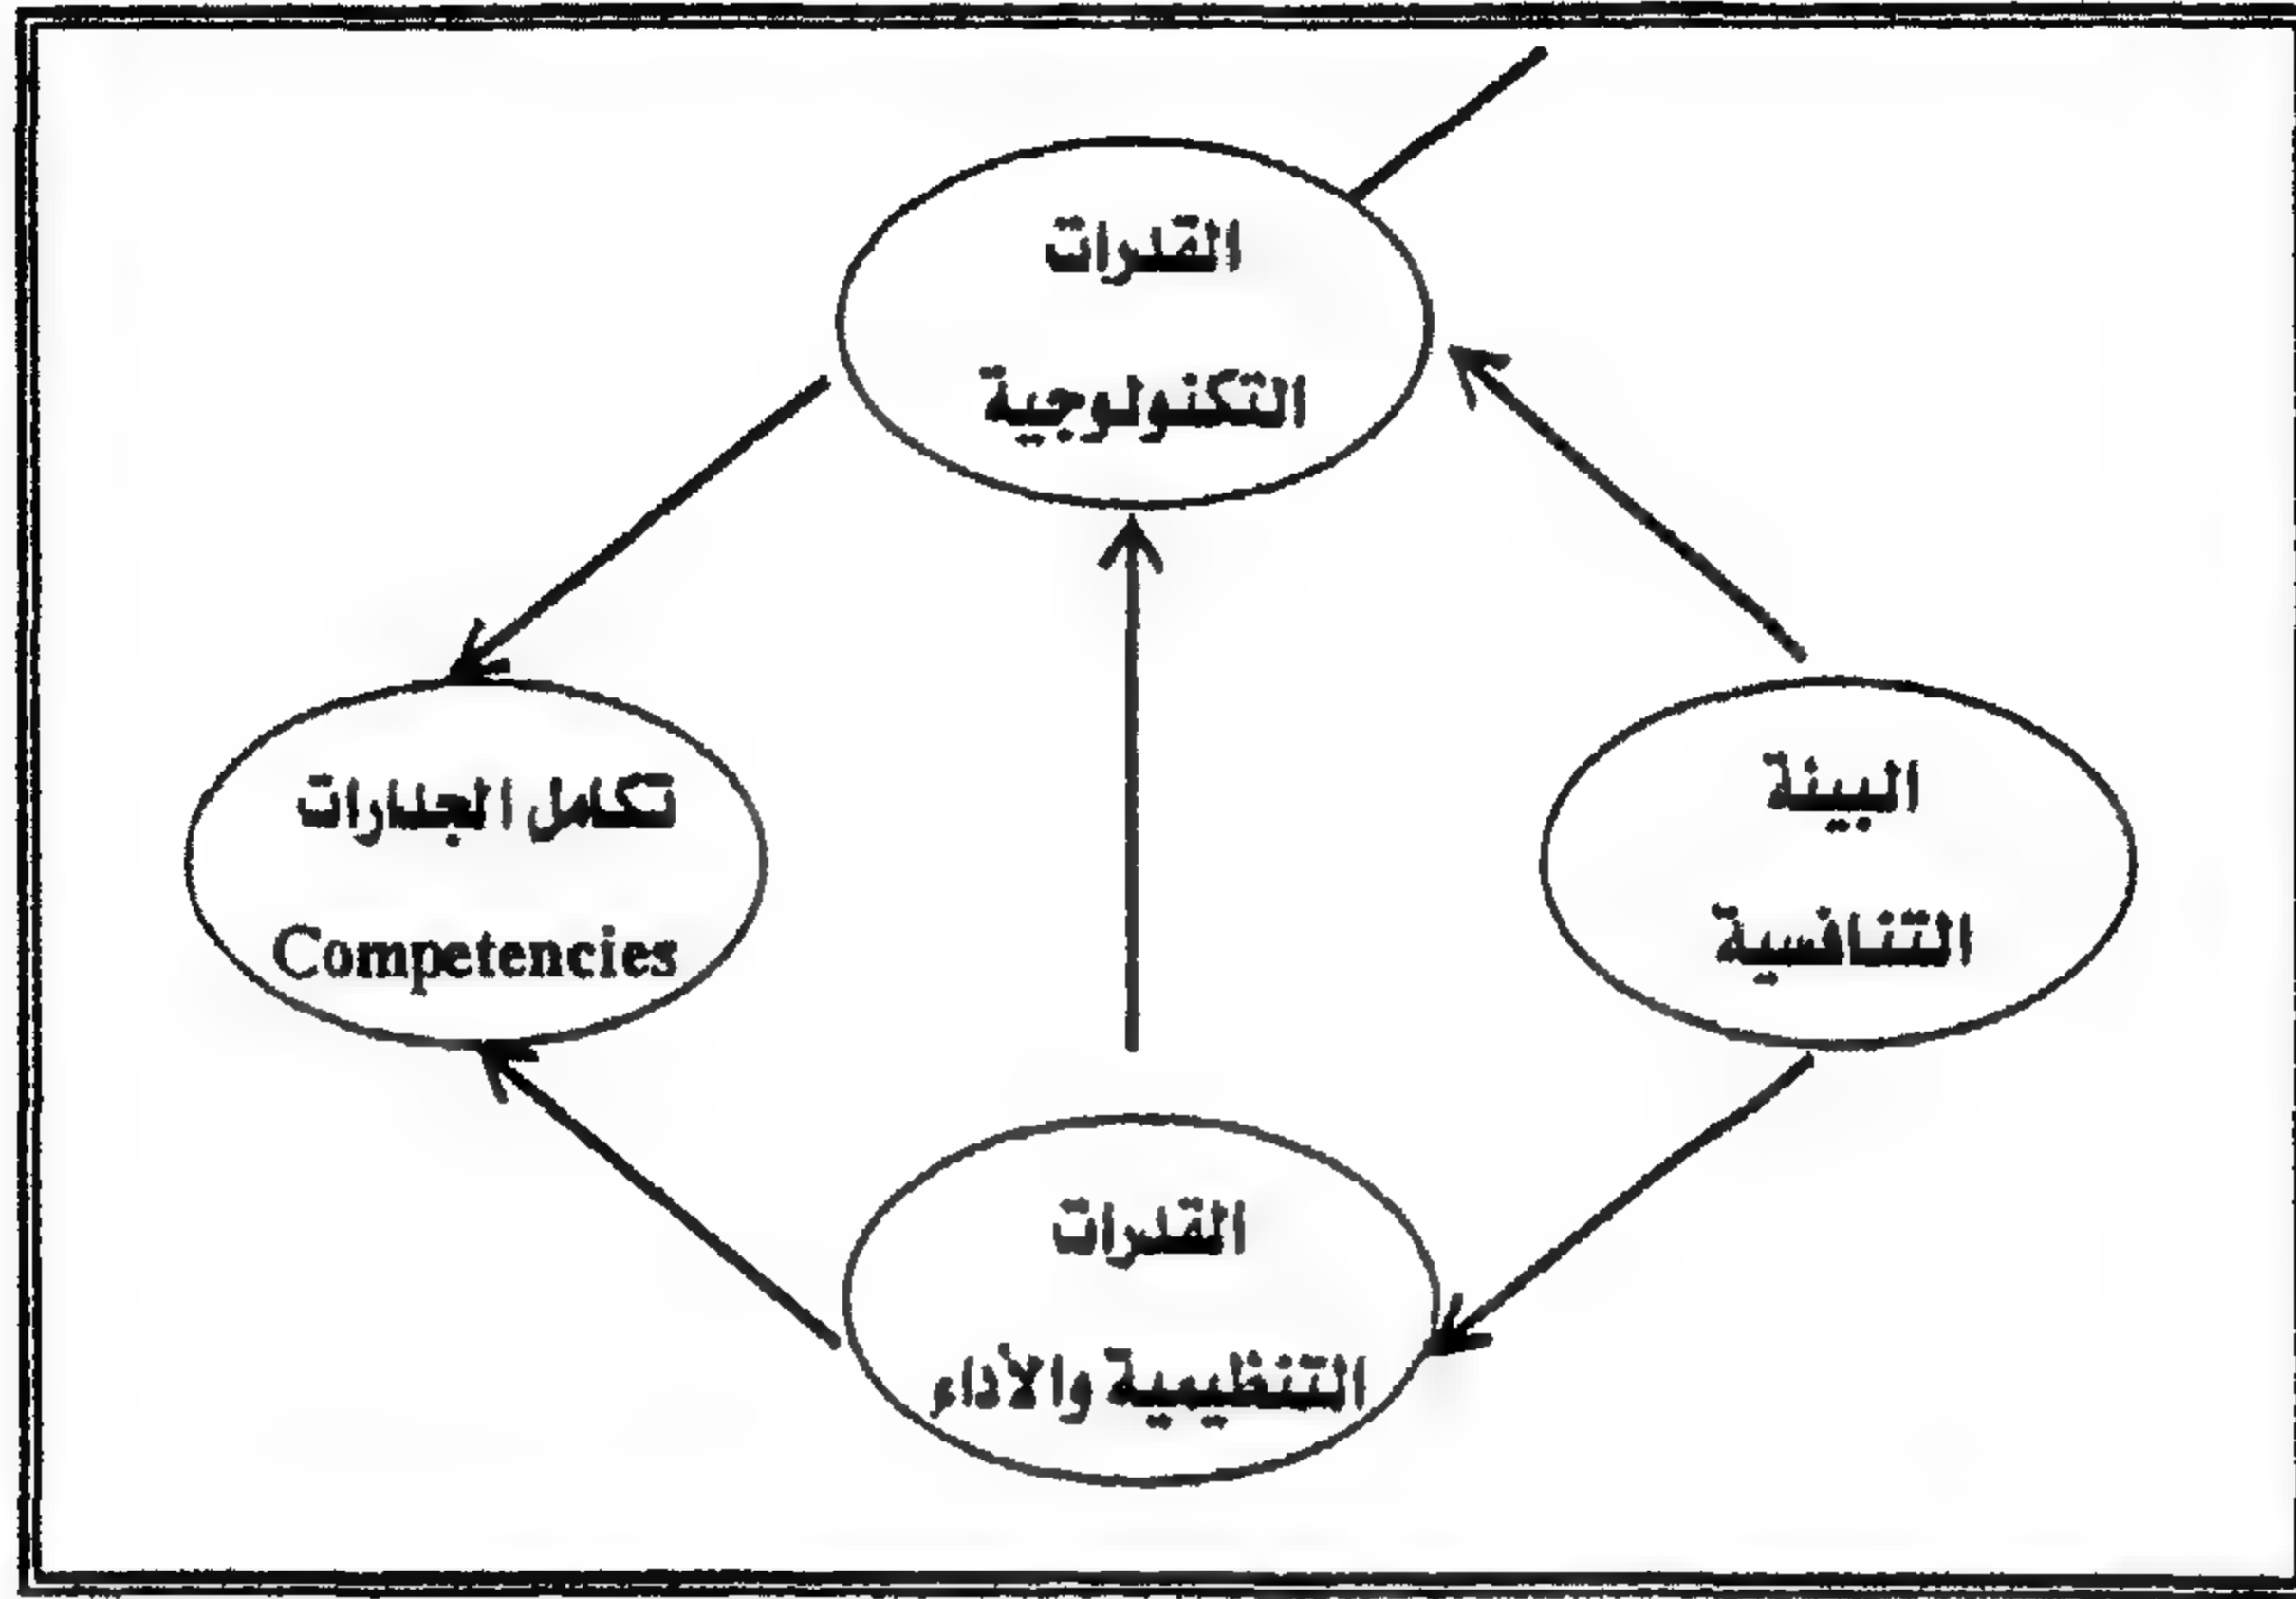 القدرات
التكنولوجية
البيئة
التنافسية
تكامل الجدارات
Competencies
القدرات
التنظيمية والأداء